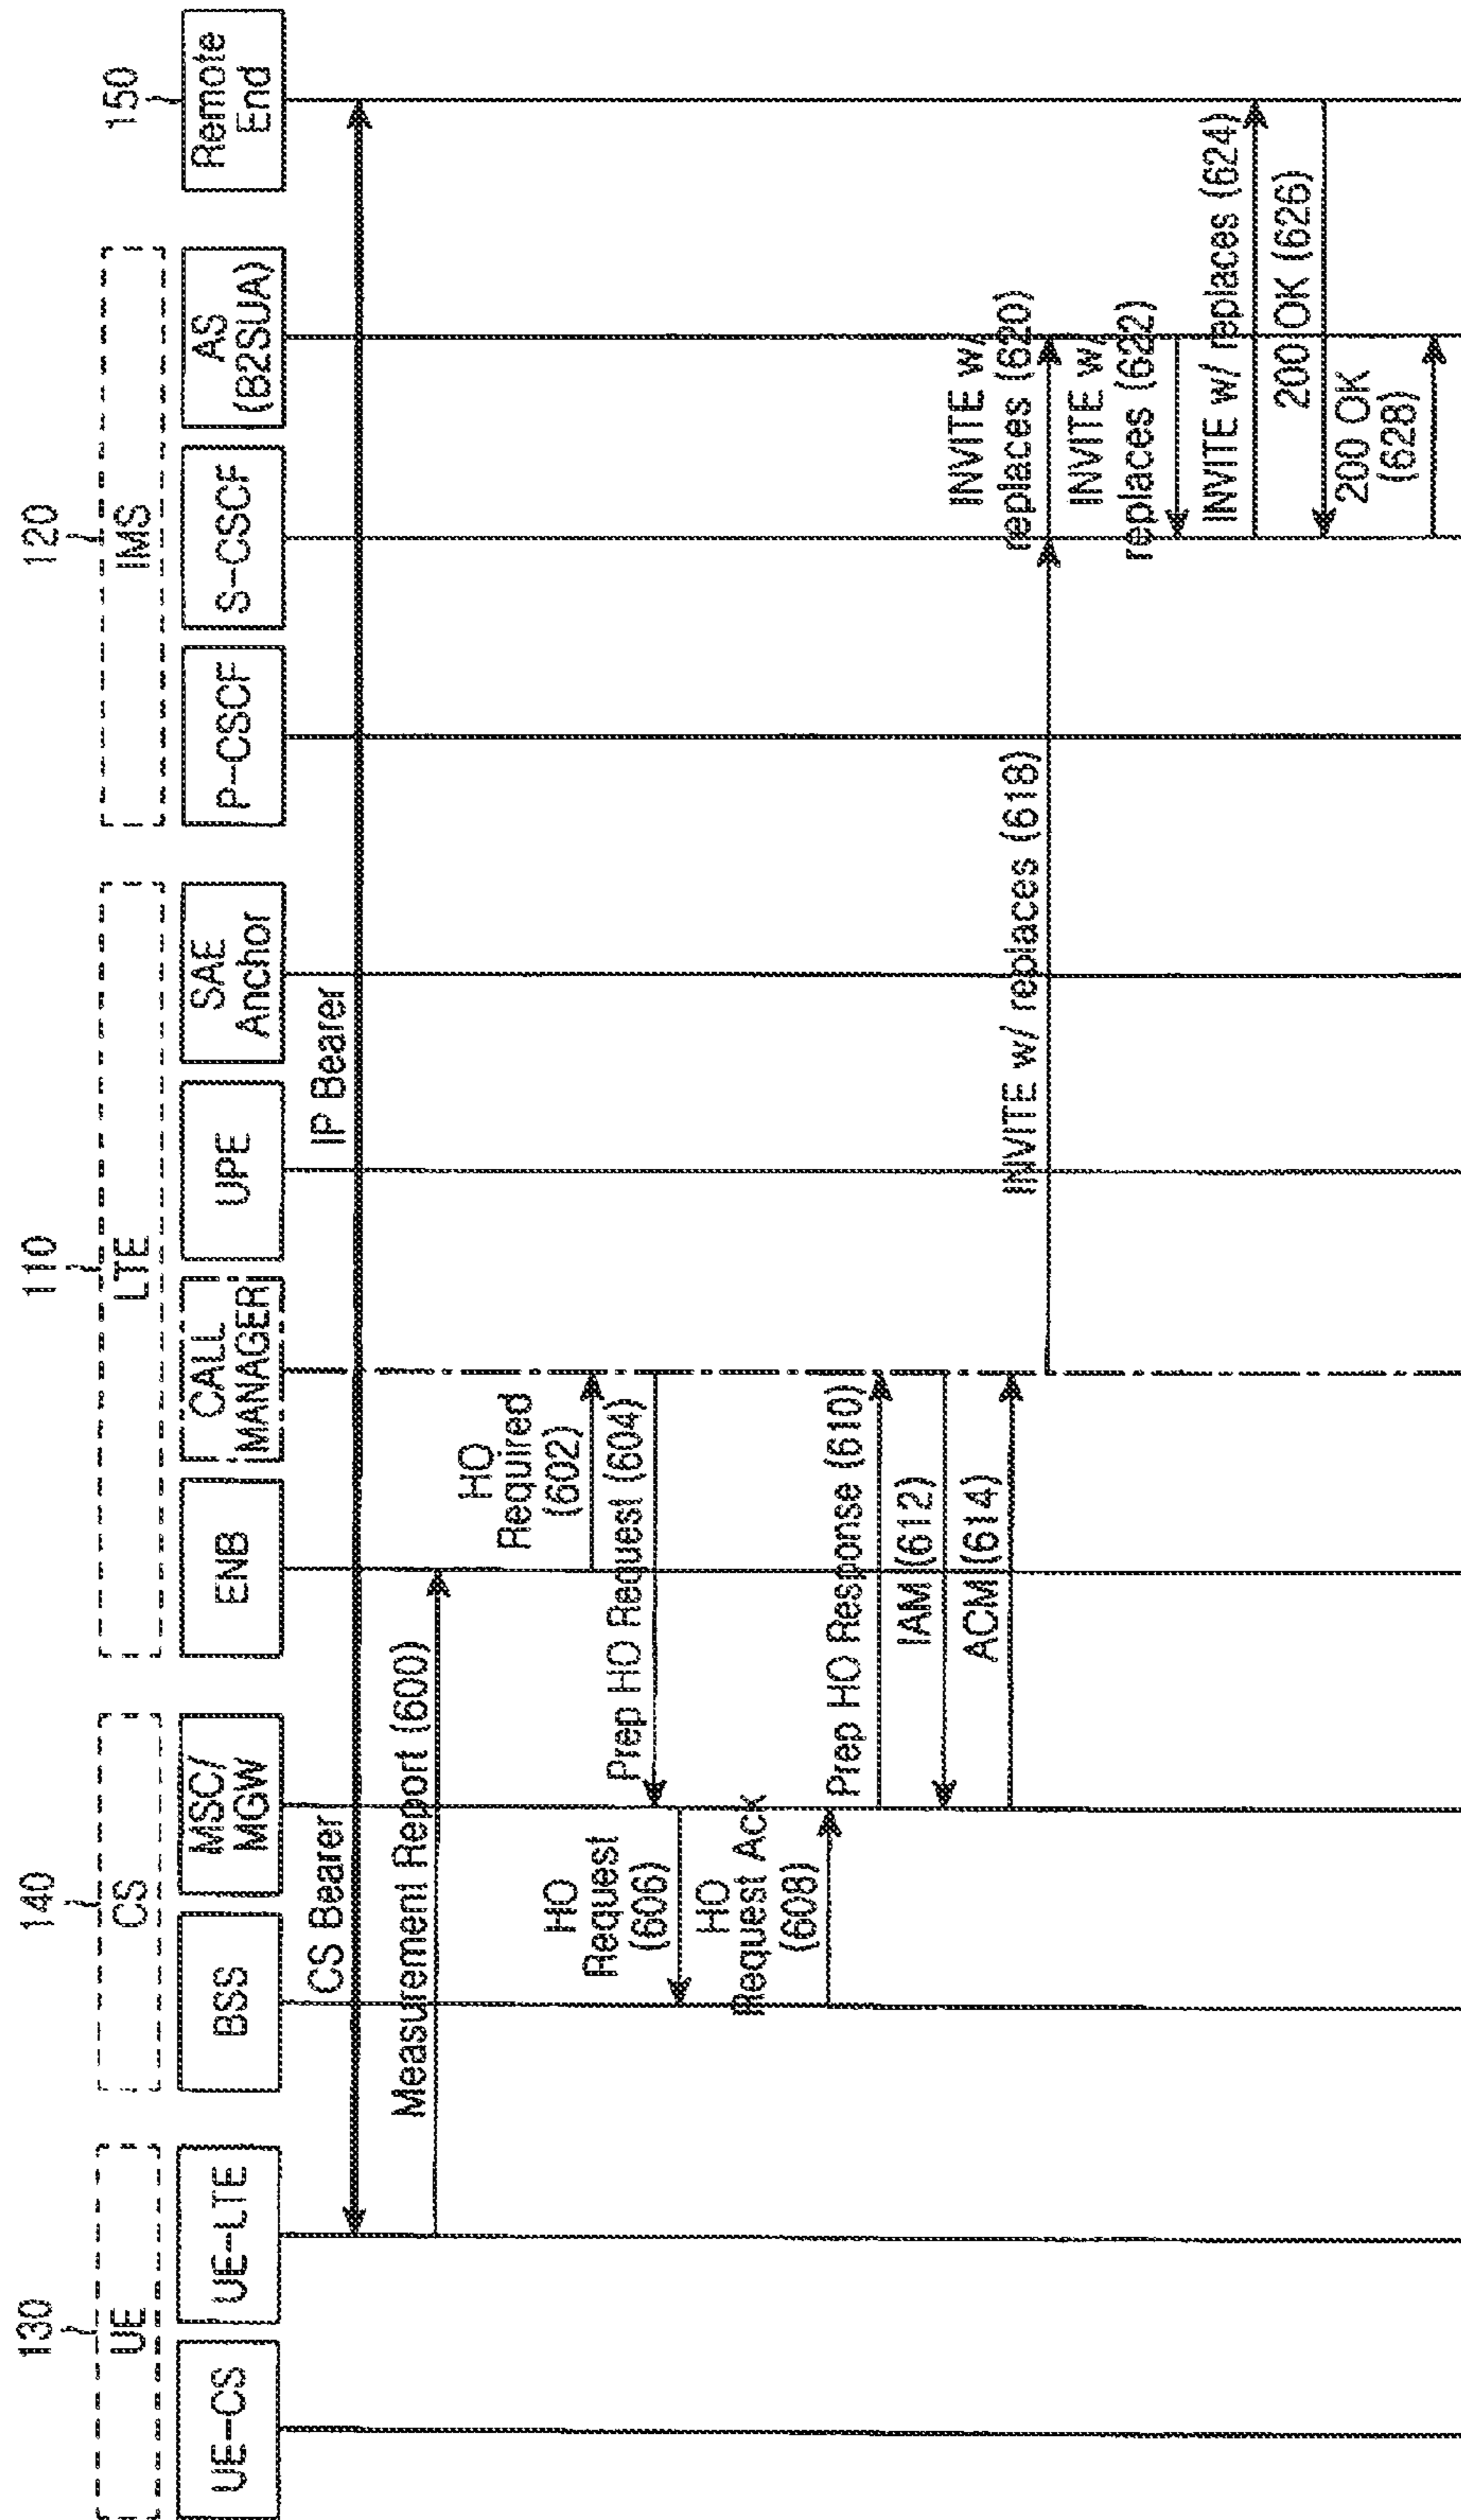 130
140
110
120
150
UE
CS
LTE
IMS
UE-CS
UE-LTE
BSS
MSC/
MGW
ENB
CALL
MANAGER
UPE
SAE
Anchor
P-CSCF
S-CSCF
AS
(B2SUA)
Remote
End
CS Bearer
IP Bearer
Measurement Report (600)
HO
Required
(602)
Prep HO Request (604)
HO
Request
(606)
HO
Request Ack
(608)
Prep HO Response (610)
IAM (612)
ACM (614)
INVITE w/ replaces (618)
INVITE w/
replaces (620)
INVITE w/
replaces (622)
INVITE w/ replaces (624)
200 OK (626)
200 OK
(628)